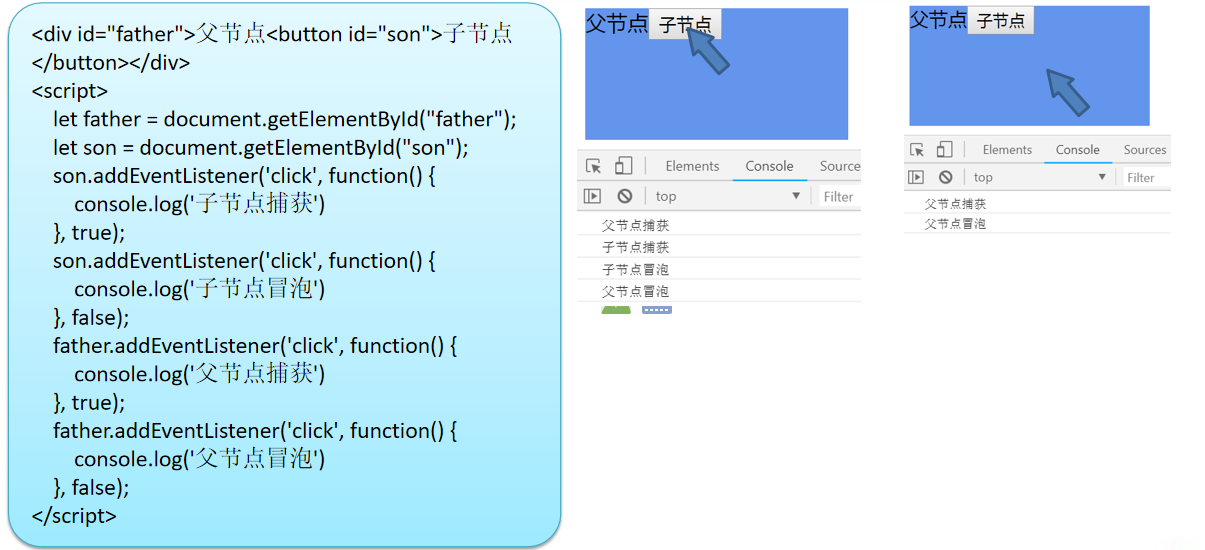 <div id="father">父节点<button id="son">子节点
</button></div>
<script>
let father = document.getElementById("father");
let son = document.getElementById("son");
son.addEventListener('click', function() {
console.log('子节点捕获')
}, true);
son.addEventListener('click', function() {
console.log('子节点冒泡')
}, false);
father.addEventListener('click', function() {
console.log('父节点捕获')
}, true);
father.addEventListener('click', function() {
console.log('父节点冒泡')
}, false);
</script>
父节点 子节点
Elements Console Source
top Filter
父节点捕获
子节点捕获
子节点冒泡
父节点冒泡
父节点 子节点
Elements Console Sources
top Filter
父节点捕获
父节点冒泡